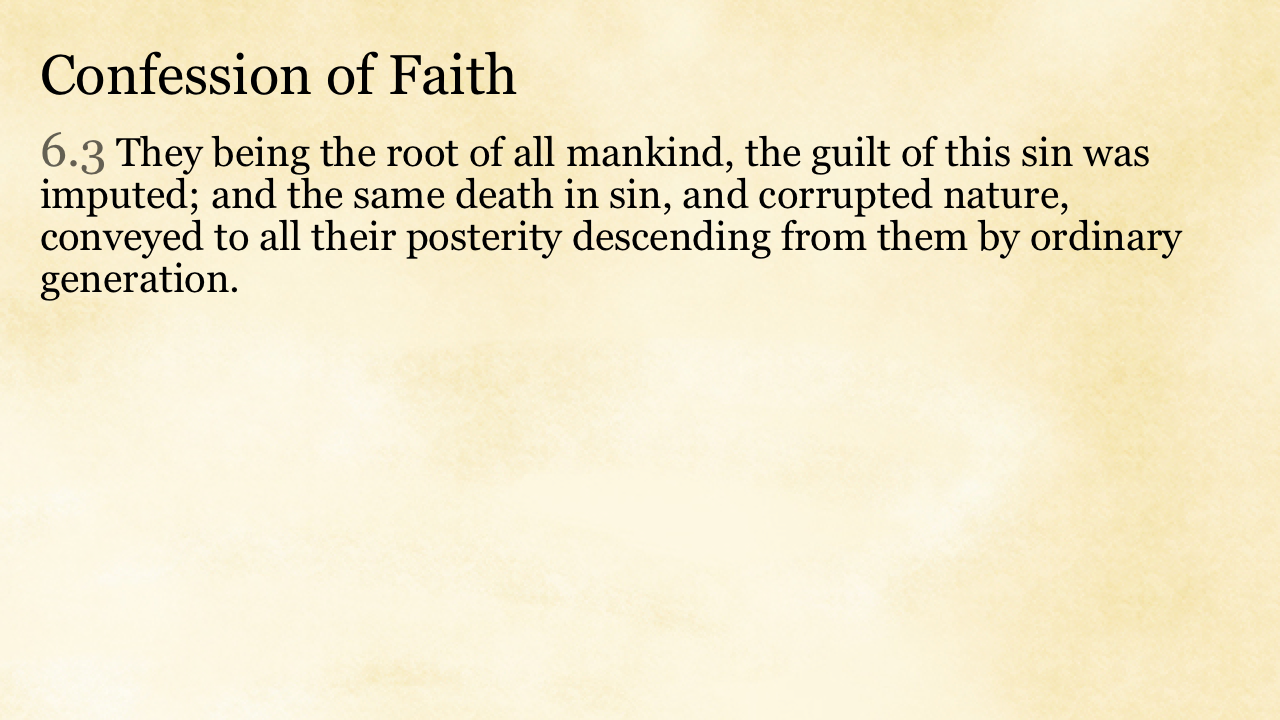 Confession of Faith
6.3 They being the root of all mankind, the guilt of this sin was
imputed; and the same death in sin, and corrupted nature,
conveyed to all their posterity descending from them by ordinary
generation.